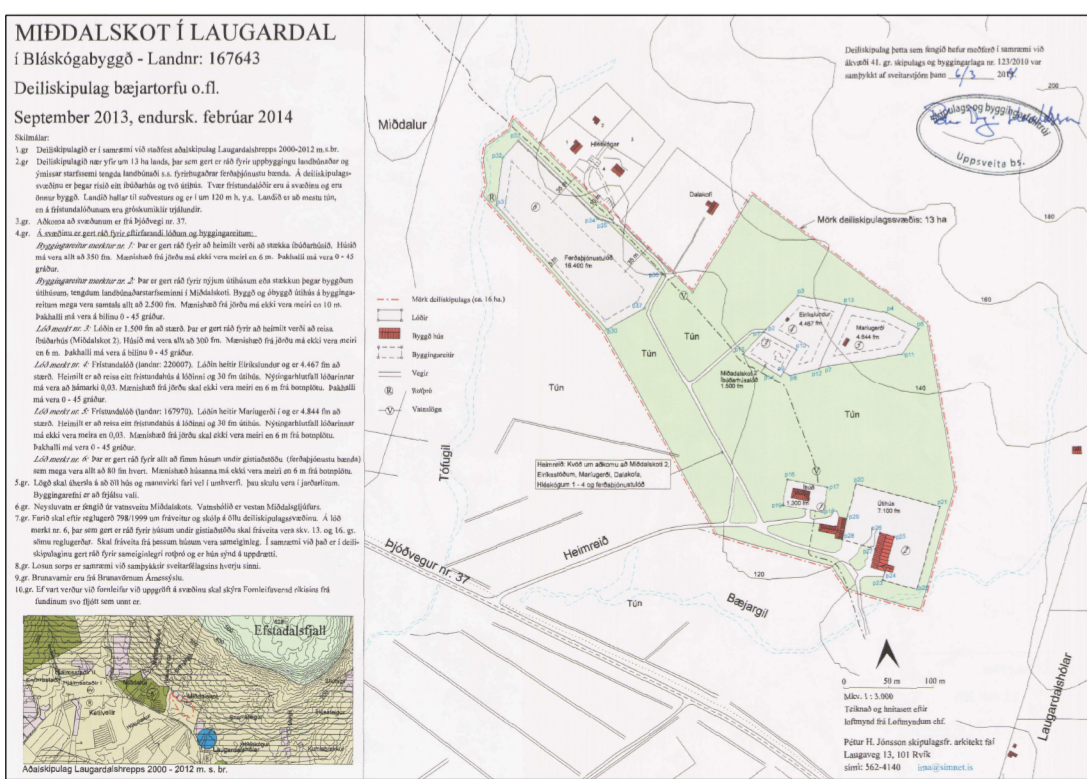 MIÐDALSKOT Í LAUGARDAL
í Bláskógabyggð - Landnr: 167643
Deiliskipulag bæjartorfu o.fl.
September 2013, endursk. febrúar 2014
Skilmálar:
1.gr Deiliskipulagið er í samræmi við staðfest aðalskipulag Laugardalshrepps 2000-2012 m.s.br.
2.gr Deiliskipulagið nær yfir um 13 ha lands, þar sem gert er ráð fyrir uppbyggingu landbúnaðar og
ýmissar starfssemi tengda landbúnaði s.s. fyrirhugaðrar ferðaþjónustu bænda. Á deiliskipulags-
svæðinu er þegar risið eitt íbúðarhús og tvö útihús. Tvær frístundalóðir eru á svæðinu og eru
önnur byggð. Landið hallar til suðvesturs og er í um 120 m h. y.s. Landið er að mestu tún,
en á frístundalóðunum eru gróskumiklir trjálundir.
3.gr. Aðkoma að svæðunum er frá Þjóðvegi nr. 37.
4.gr. Á svæðinu er gert ráð fyrir eftirfarandi lóðum og byggingareitum:
Byggingareitur merktur nr. 1: Þar er gert ráð fyrir að heimilt verði að stækka íbúðarhúsið. Húsið
má vera allt að 350 fm. Mænishæð frá jörðu má ekki vera meiri en 6 m. Þakhalli má vera 0 - 45
gráður.
Byggingareitur merktur nr. 2: Þar er gert ráð fyrir nýjum útihúsum eða stækkun þegar byggðum
útihúsum, tengdum landbúnaðarstarfseminni í Miðdalskoti. Byggð og óbyggð útihús á bygginga-
reitum mega vera samtals allt að 2.500 fm. Mænishæð frá jörðu má ekki vera meiri en 10 m.
Þakhalli má vera á bilinu 0 - 45 gráður.
Lóð merkt nr. 3: Lóðin er 1.500 fm að stærð. Þar er gert ráð fyrir að heimilt verði að reisa
íbúðarhús (Miðdalskot 2). Húsið má vera allt að 300 fm. Mænishæð frá jörðu má ekki vera meiri
en 6 m. Þakhalli má vera á bilinu 0 - 45 gráður.
Lóð merkt nr. 4: Frístundalóð (landnr: 220007). Lóðin heitir Eiríkslundur og er 4.467 fm að
stærð. Heimilt er að reisa eitt frístundahús á lóðinni og 30 fm útihús. Nýtingarhlutfall lóðarinnar
má vera að hámarki 0,03. Mænishæð frá jörðu skal ekki vera meiri en 6 m frá botnplötu. Þakhalli
má vera 0 - 45 gráður.
Lóð merkt nr. 5: Frístundalóð (landnr: 167970). Lóðin heitir Maríugerði í og er 4.844 fm að
stærð. Heimilt er að reisa eitt frístundahús á lóðinni og 30 fm útihús. Nýtingarhlutfall lóðarinnar
má ekki vera meira en 0,03. Mænishæð frá jörðu skal ekki vera meiri en 6 m frá botnplötu.
Þakhalli má vera 0 - 45 gráður.
Lóð merkt nr. 6: Þar er gert ráð fyrir allt að fimm húsum undir gistiaðstöðu (ferðaþjónustu bænda)
sem mega vera allt að 80 fm hvert. Mænishæð húsanna má ekki vera meiri en 6 m frá botnplötu.
5.gr. Lögð skal áhersla á að öll hús og mannvirki fari vel í umhverfi. Þau skulu vera í jarðarlitum.
Byggingarefni er að frjálsu vali.
6.gr. Neysluvatn er fengið úr vatnsveitu Miðdalskots. Vatnsbólið er vestan Miðdalsgljúfurs.
7.gr. Farið skal eftir reglugerð 798/1999 um fráveitur og skólp á öllu deiliskipulagssvæðinu. Á lóð
merkt nr. 6, þar sem gert er ráð fyrir húsum undir gistiaðstöðu skal fráveita vera skv. 13. og 16. gr.
sömu reglugerðar. Skal fráveita frá þessum húsum vera sameiginleg. Í samræmi við það er í deili-
skipulaginu gert ráð fyrir sameiginlegri rotþró og er hún sýnd á uppdrætti.
8.gr. Losun sorps er samræmi við samþykkir sveitarfélagsins hverju sinni.
9.gr. Brunavarnir eru frá Brunavörnum Árnessýslu.
10.gr. Ef vart verður við fornleifar við uppgröft á svæðinu skal skýra Fornleifavernd ríkisins frá
fundinum svo fljótt sem unnt er.
Efstadalsfjall
Ketilvellir
Laugardalshólar
Aðalskipulag Laugardalshrepps 2000 - 2012 m. s. br.
Deiliskipulag þetta sem fengið hefur meðferð í samræmi við
ákvæði 41. gr. skipulags og byggingarlaga nr. 123/2010 var
samþykkt af sveitarstjórn þann 6/3 2014.
Skipulags og byggingafulltrúi
Uppsveita bs.
200
180
160
140
120
Miðdalur
Hlíðskógar
Dalakofi
Mörk deiliskipulagssvæðis: 13 ha
Ferðaþjónustulóð
16.400 fm
Eiríkslundur
4.467 fm
Maríugerði
4.844 fm
Miðdalskot 2
íbúðarhúsalóð
1.500 fm
Tún
Tún
Tún
Tún
Tún
Mörk deiliskipulags (ca. 16 ha.)
Lóðir
Byggð hús
Byggingareitir
Vegir
R Rotþró
V Vatnslögn
Heimreið: Kvöð um aðkomu að Miðdalskoti 2,
Eiríksstöðum, Maríugerði, Dalakofa,
Hlíðskógum 1 - 4 og ferðaþjónustulóð
1.300 fm
Útihús
7.100 fm
Tófugil
Þjóðvegur nr. 37
Heimreið
Bæjargil
Laugardalshólar
0 50 m 100 m
Mkv. 1 : 3.000
Teiknað og hnitasett eftir
loftmynd frá Loftmyndum ehf.
Pétur H. Jónsson skipulagsfr. arkitekt faí
Laugaveg 13, 101 Rvík
sími: 562-4140 irna@simnet.is